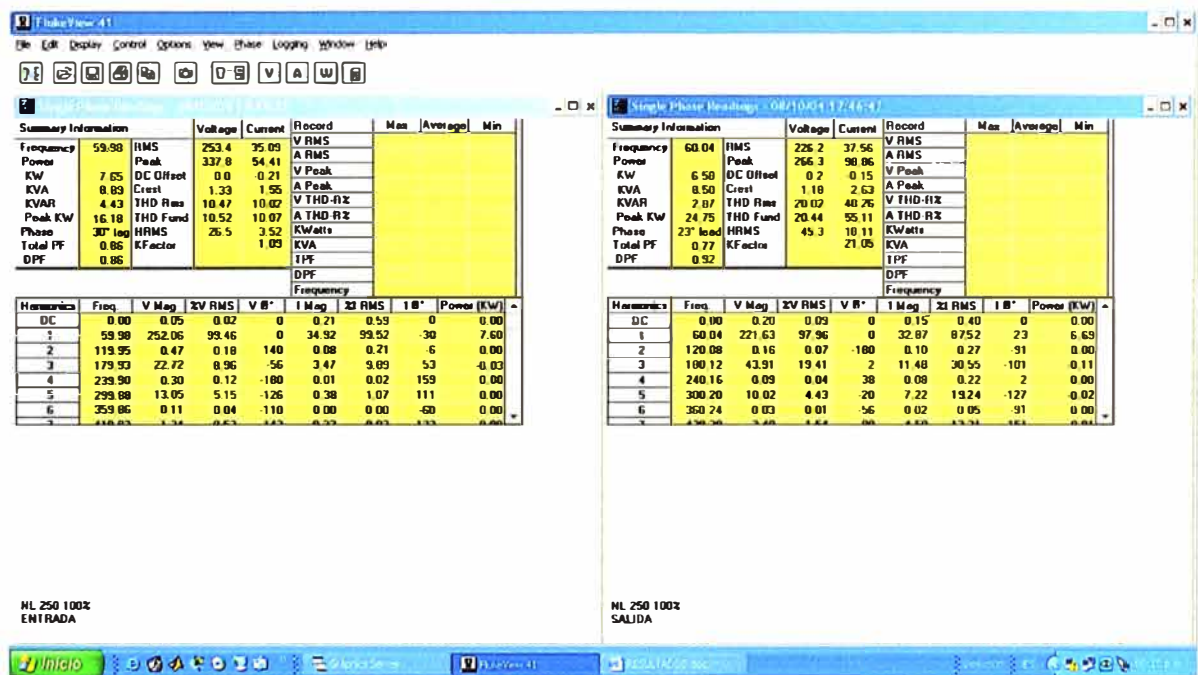 FlukeView 41
File Edit Display Control Options View Phase Logging Window Help
V A W
Summary Information Voltage Current Record Max Average Min
Frequency 59.98 RMS 253.4 35.09 V RMS
Power Peak 337.8 54.41 A RMS
KW 7.65 DC Offset 0.0 -0.21 V Peak
KVA 8.89 Crest 1.33 1.55 A Peak
KVAR 4.43 THD Rms 10.47 10.02 V THD-R%
Peak KW 16.18 THD Fund 10.52 10.07 A THD-R%
Phase 30° lag HRMS 26.5 3.52 KWatts
Total PF 0.86 KFactor 1.09 KVA
DPF 0.86 TPF
DPF
Frequency
Harmonics Freq. V Mag %V RMS V Ø° I Mag %I RMS I Ø° Power (KW)
DC 0.00 0.05 0.02 0 0.21 0.59 0 0.00
1 59.98 252.06 99.46 0 34.92 99.52 -30 7.60
2 119.95 0.47 0.18 140 0.08 0.21 -6 0.00
3 179.93 22.72 8.96 -56 3.47 9.89 53 -0.03
4 239.90 0.30 0.12 -180 0.01 0.02 159 0.00
5 299.88 13.05 5.15 -126 0.38 1.07 111 0.00
6 359.86 0.11 0.04 -110 0.00 0.00 -60 0.00
NL 250 100%
ENTRADA
Single Phase Readings - 08/10/04 17:46:47
Summary Information Voltage Current Record Max Average Min
Frequency 60.04 RMS 226.2 37.56 V RMS
Power Peak 266.3 98.86 A RMS
KW 6.58 DC Offset 0.2 -0.15 V Peak
KVA 8.50 Crest 1.18 2.63 A Peak
KVAR 2.87 THD Rms 20.02 48.26 V THD-R%
Peak KW 24.75 THD Fund 20.44 55.11 A THD-R%
Phase 23° lead HRMS 45.3 18.11 KWatts
Total PF 0.77 KFactor 21.05 KVA
DPF 0.92 TPF
DPF
Frequency
Harmonics Freq. V Mag %V RMS V Ø° I Mag %I RMS I Ø° Power (KW)
DC 0.00 0.20 0.09 0 0.15 0.40 0 0.00
1 60.04 221.63 97.96 0 32.87 87.52 23 6.69
2 120.08 0.16 0.07 -180 0.10 0.27 -91 0.00
3 180.12 43.91 19.41 2 11.48 30.55 -101 -0.11
4 240.16 0.09 0.04 38 0.08 0.22 2 0.00
5 300.20 10.02 4.43 -20 7.22 19.24 -127 -0.02
6 360.24 0.03 0.01 -56 0.02 0.05 -91 0.00
NL 250 100%
SALIDA
Inicio
FlukeView 41
RESULTADOS.doc